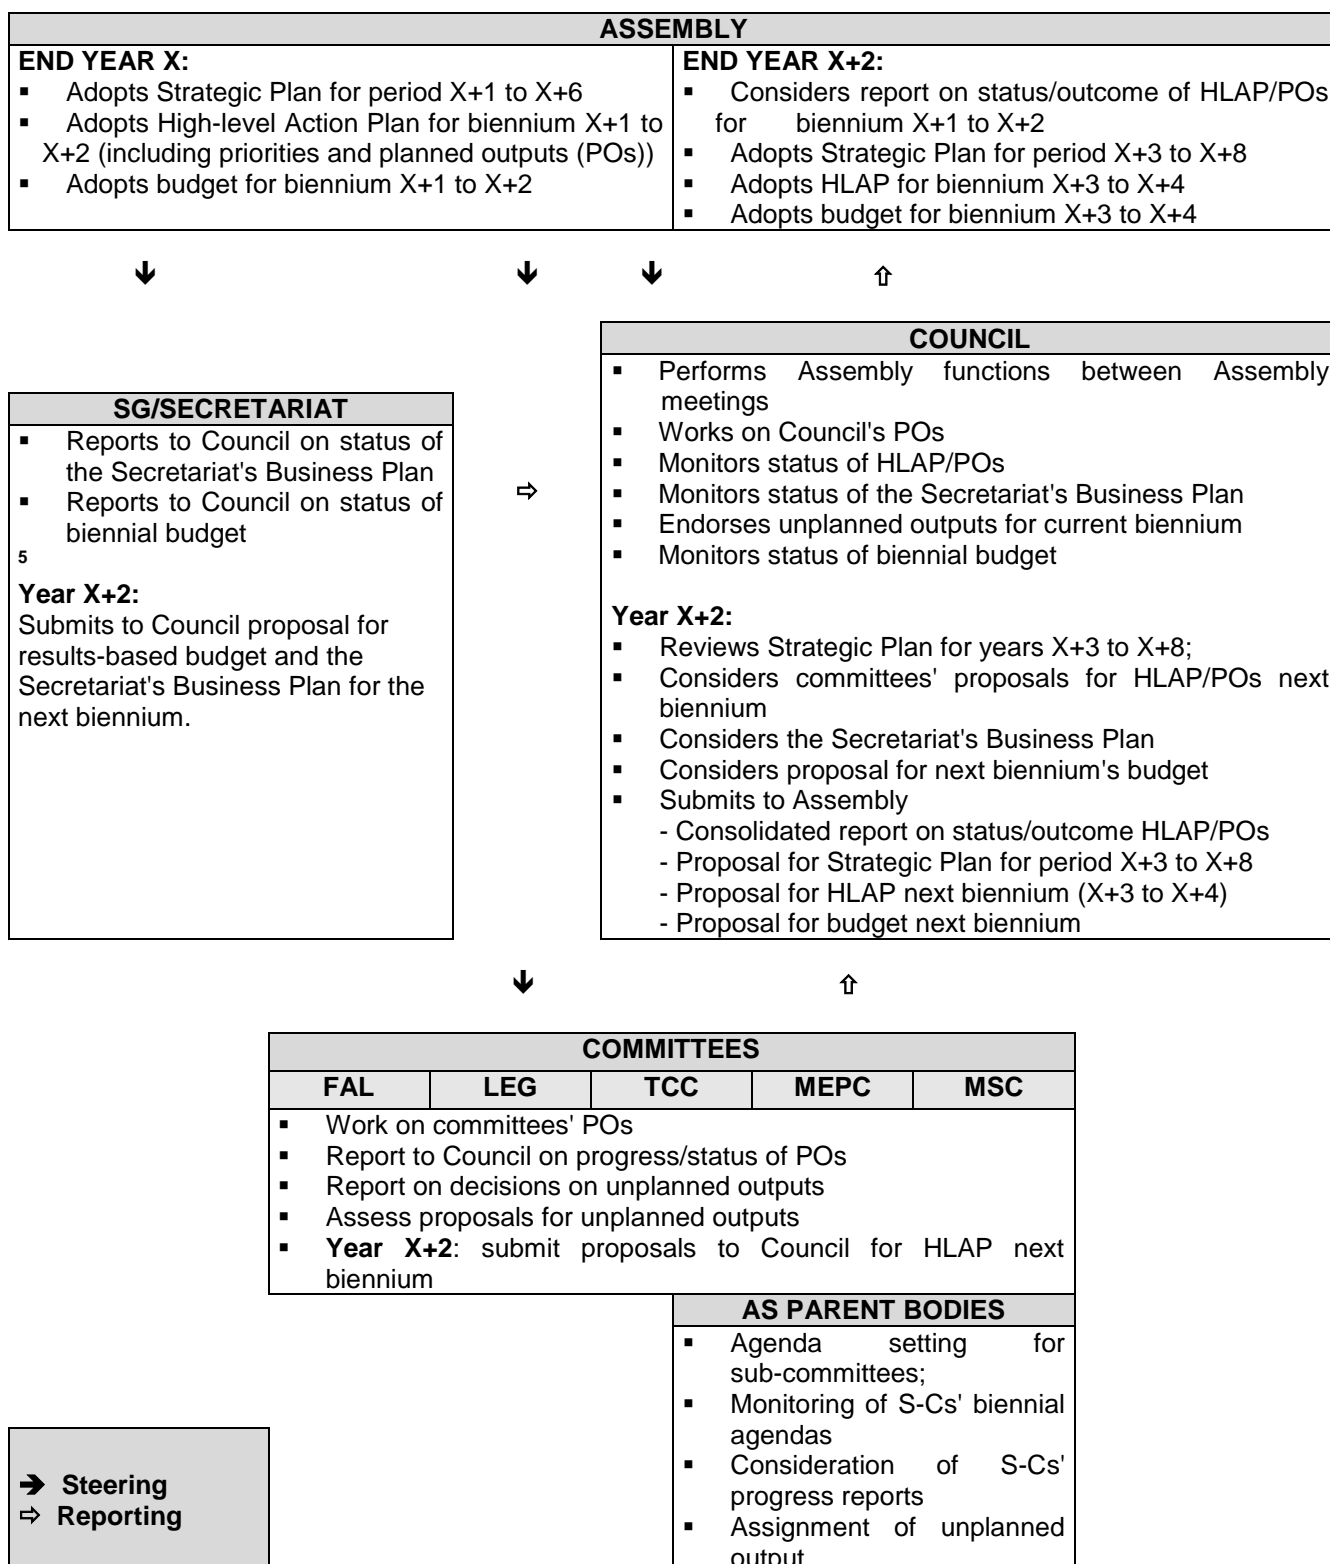 ASSEMBLY
END YEAR X:
▪ Adopts Strategic Plan for period X+1 to X+6
▪ Adopts High-level Action Plan for biennium X+1 to
X+2 (including priorities and planned outputs (POs))
▪ Adopts budget for biennium X+1 to X+2
END YEAR X+2:
▪ Considers report on status/outcome of HLAP/POs
for biennium X+1 to X+2
▪ Adopts Strategic Plan for period X+3 to X+8
▪ Adopts HLAP for biennium X+3 to X+4
▪ Adopts budget for biennium X+3 to X+4
SG/SECRETARIAT
▪ Reports to Council on status of
the Secretariat's Business Plan
▪ Reports to Council on status of
biennial budget
5
Year X+2:
Submits to Council proposal for
results-based budget and the
Secretariat's Business Plan for the
next biennium.
COUNCIL
▪ Performs Assembly functions between Assembly
meetings
▪ Works on Council's POs
▪ Monitors status of HLAP/POs
▪ Monitors status of the Secretariat's Business Plan
▪ Endorses unplanned outputs for current biennium
▪ Monitors status of biennial budget
Year X+2:
▪ Reviews Strategic Plan for years X+3 to X+8;
▪ Considers committees' proposals for HLAP/POs next
biennium
▪ Considers the Secretariat's Business Plan
▪ Considers proposal for next biennium's budget
▪ Submits to Assembly
- Consolidated report on status/outcome HLAP/POs
- Proposal for Strategic Plan for period X+3 to X+8
- Proposal for HLAP next biennium (X+3 to X+4)
- Proposal for budget next biennium
COMMITTEES
FAL LEG TCC MEPC MSC
▪ Work on committees' POs
▪ Report to Council on progress/status of POs
▪ Report on decisions on unplanned outputs
▪ Assess proposals for unplanned outputs
▪ Year X+2: submit proposals to Council for HLAP next
biennium
AS PARENT BODIES
▪ Agenda setting for
sub-committees;
▪ Monitoring of S-Cs' biennial
agendas
▪ Consideration of S-Cs'
progress reports
▪ Assignment of unplanned
output
➔ Steering
⇨ Reporting